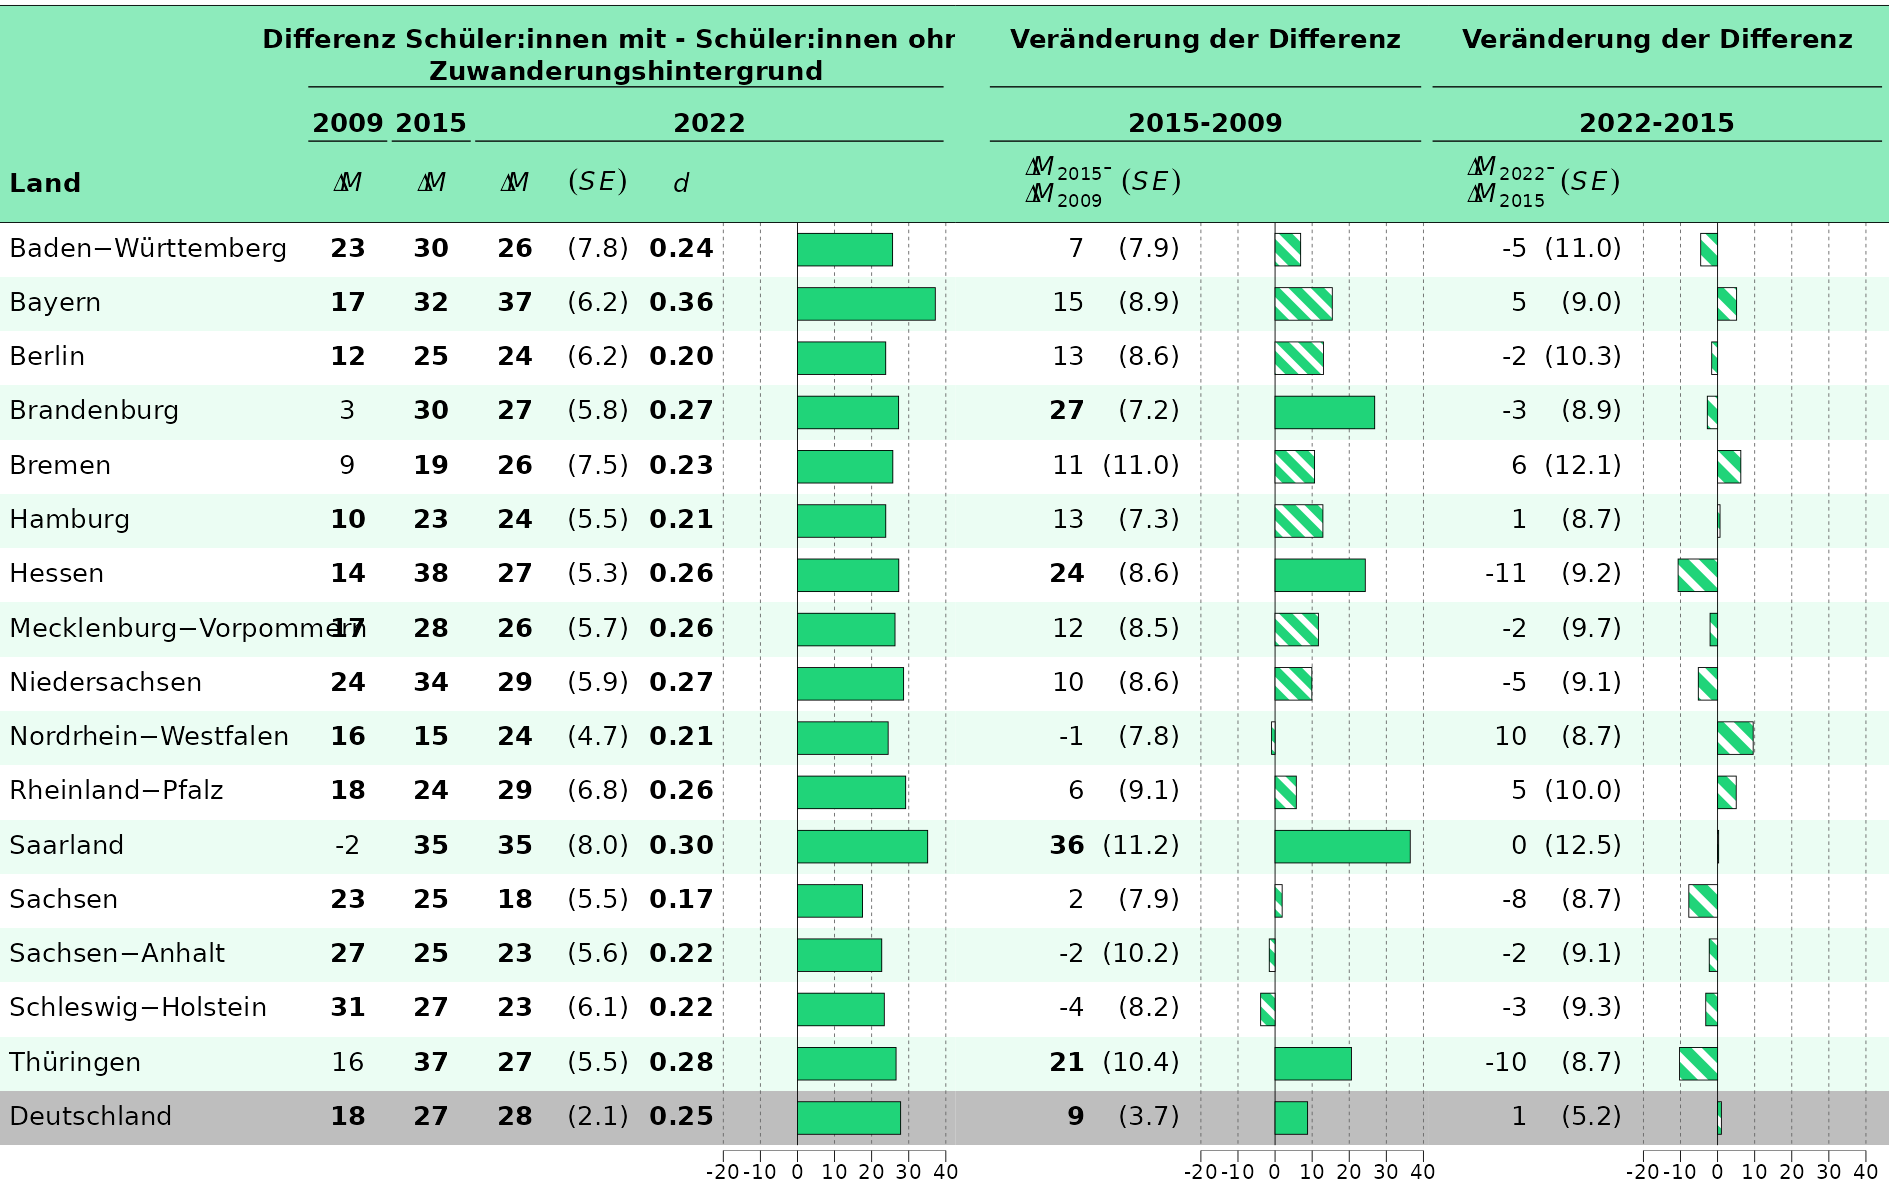 Differenz Schüler:innen mit - Schüler:innen ohr Veränderung der Differenz Veränderung der Differenz
Zuwanderungshintergrund
2009 2015 2022 2015-2009 2022-2015
Land ΔM ΔM ΔM (SE) d ΔM 2015- ΔM 2009 (SE) ΔM 2022- ΔM 2015 (SE)
Baden−Württemberg 23 30 26 (7.8) 0.24 7 (7.9) -5 (11.0)
Bayern 17 32 37 (6.2) 0.36 15 (8.9) 5 (9.0)
Berlin 12 25 24 (6.2) 0.20 13 (8.6) -2 (10.3)
Brandenburg 3 30 27 (5.8) 0.27 27 (7.2) -3 (8.9)
Bremen 9 19 26 (7.5) 0.23 11 (11.0) 6 (12.1)
Hamburg 10 23 24 (5.5) 0.21 13 (7.3) 1 (8.7)
Hessen 14 38 27 (5.3) 0.26 24 (8.6) -11 (9.2)
Mecklenburg−Vorpommern 17 28 26 (5.7) 0.26 12 (8.5) -2 (9.7)
Niedersachsen 24 34 29 (5.9) 0.27 10 (8.6) -5 (9.1)
Nordrhein−Westfalen 16 15 24 (4.7) 0.21 -1 (7.8) 10 (8.7)
Rheinland−Pfalz 18 24 29 (6.8) 0.26 6 (9.1) 5 (10.0)
Saarland -2 35 35 (8.0) 0.30 36 (11.2) 0 (12.5)
Sachsen 23 25 18 (5.5) 0.17 2 (7.9) -8 (8.7)
Sachsen−Anhalt 27 25 23 (5.6) 0.22 -2 (10.2) -2 (9.1)
Schleswig−Holstein 31 27 23 (6.1) 0.22 -4 (8.2) -3 (9.3)
Thüringen 16 37 27 (5.5) 0.28 21 (10.4) -10 (8.7)
Deutschland 18 27 28 (2.1) 0.25 9 (3.7) 1 (5.2)
-20 -10 0 10 20 30 40 -20 -10 0 10 20 30 40 -20 -10 0 10 20 30 40